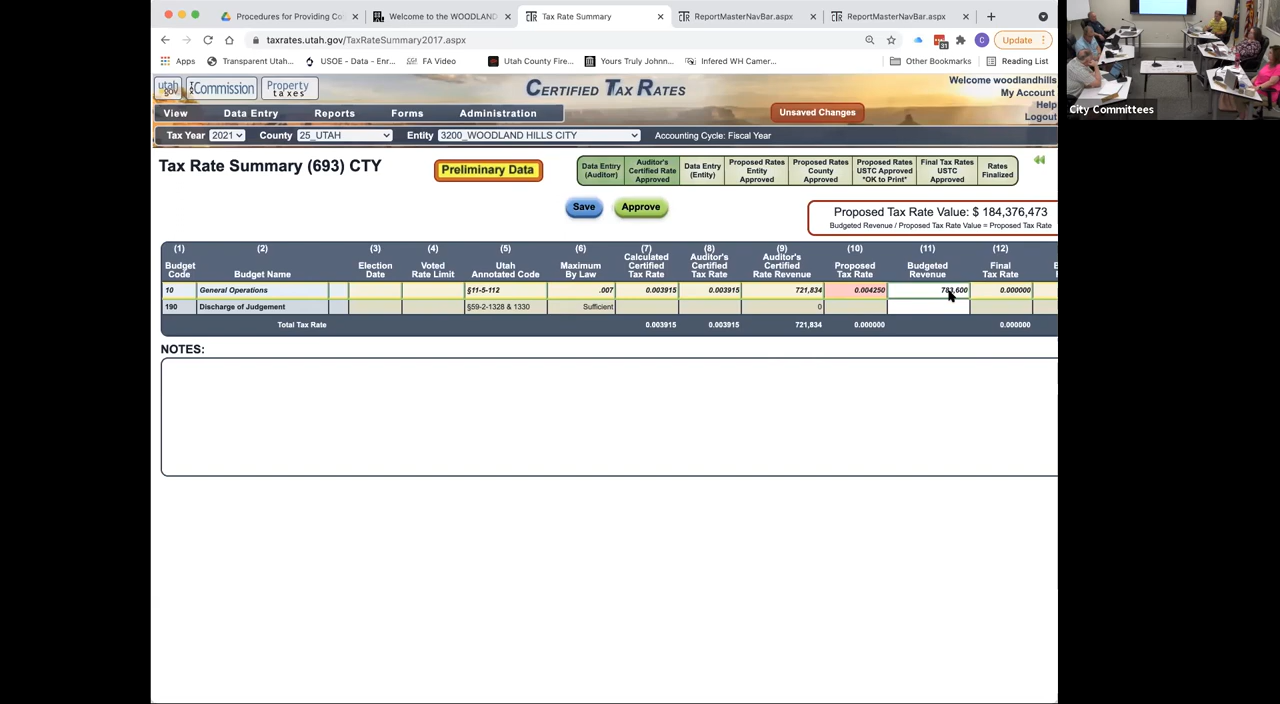 Procedures for Providing Co
Welcome to the WOODLAND
Tax Rate Summary
ReportMasterNavBar.aspx
ReportMasterNavBar.aspx
taxrates.utah.gov/TaxRateSummary2017.aspx
31
C
Update
Apps
Transparent Utah...
USOE - Data - Enr...
FA Video
Utah County Fire...
Yours Truly Johnn...
Infered WH Camer...
Other Bookmarks
Reading List
utah gov
Commission
Property taxes
CERTIFIED TAX RATES
Welcome woodlandhills
My Account
Help
Logout
View Data Entry Reports Forms Administration
Unsaved Changes
Tax Year 2021 County 25_UTAH Entity 3200_WOODLAND HILLS CITY Accounting Cycle: Fiscal Year
Tax Rate Summary (693) CTY
Preliminary Data
Data Entry (Auditor)
Auditor's Certified Rate Approved
Data Entry (Entity)
Proposed Rates Entity Approved
Proposed Rates County Approved
Proposed Rates USTC Approved *OK to Print*
Final Tax Rates USTC Approved
Rates Finalized
Save
Approve
Proposed Tax Rate Value: $ 184,376,473
Budgeted Revenue / Proposed Tax Rate Value = Proposed Tax Rate
(1) Budget Code
(2) Budget Name
(3) Election Date
(4) Voted Rate Limit
(5) Utah Annotated Code
(6) Maximum By Law
(7) Calculated Certified Tax Rate
(8) Auditor's Certified Tax Rate
(9) Auditor's Certified Rate Revenue
(10) Proposed Tax Rate
(11) Budgeted Revenue
(12) Final Tax Rate
10 General Operations §11-5-112 .007 0.003915 0.003915 721,834 0.004250 783,600 0.000000
190 Discharge of Judgement §59-2-1328 & 1330 Sufficient 0
Total Tax Rate 0.003915 0.003915 721,834 0.000000 0.000000
NOTES:
City Committees